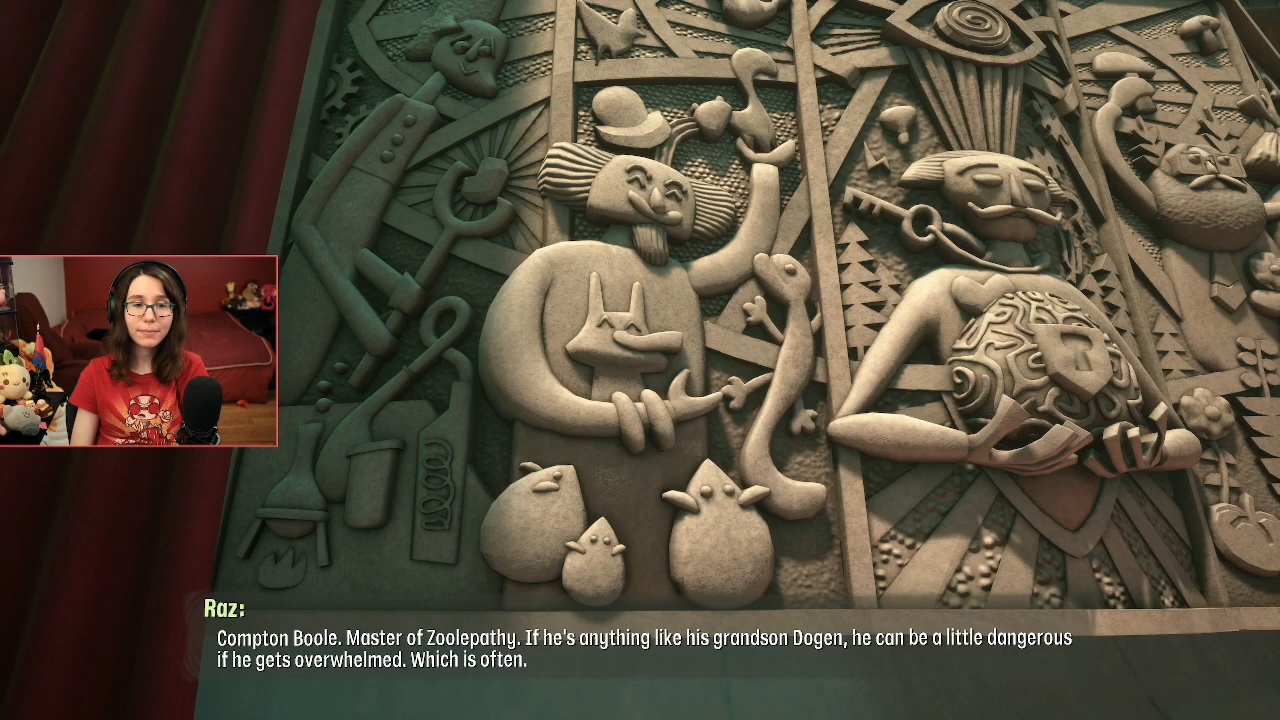 Raz:
Compton Boole. Master of Zoolepathy. If he's anything like his grandson Dogen, he can be a little dangerous
if he gets overwhelmed. Which is often.